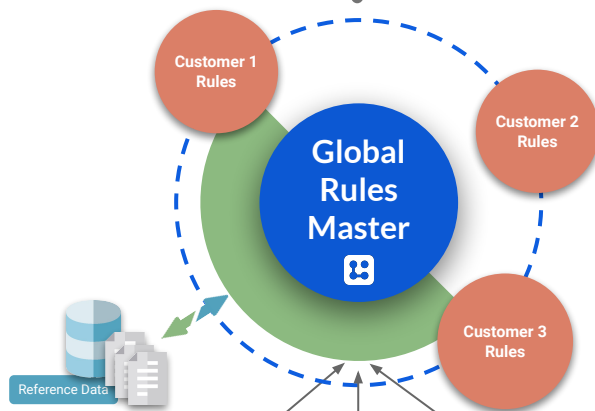 Customer 1
Rules
Customer 2
Rules
Global
Rules
Master
Customer 3
Rules
Reference Data